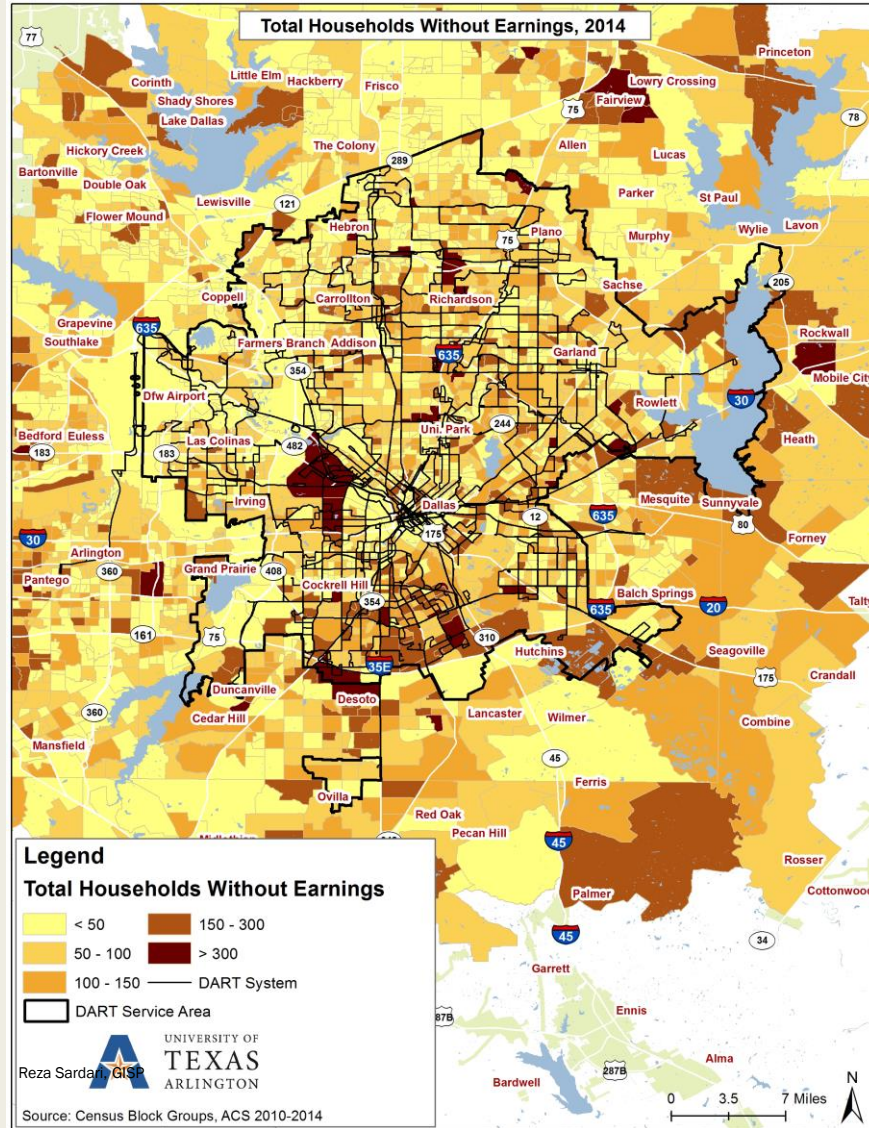 Total Households Without Earnings, 2014
77
Princeton
Corinth
Little Elm
Hackberry
Frisco
Lowry Crossing
Shady Shores
Fairview
75
Lake Dallas
78
Allen
Hickory Creek
The Colony
289
Lucas
Bartonville
Double Oak
Parker
St Paul
Lewisville
121
Flower Mound
Hebron
75
Plano
Murphy
Wylie
Lavon
Sachse
205
Coppell
Carrollton
Richardson
Grapevine
635
Rockwall
Southlake
Farmers Branch
Addison
635
Garland
354
Mobile City
Dfw Airport
30
Rowlett
Uni. Park
244
Bedford
Euless
Las Colinas
482
Heath
183
183
Irving
Dallas
Mesquite
Sunnyvale
12
635
80
30
175
Forney
Arlington
360
Grand Prairie
408
Pantego
Cockrell Hill
Balch Springs
354
635
20
161
75
310
Hutchins
Seagoville
35E
175
Crandall
Duncanville
Desoto
360
Cedar Hill
Lancaster
Wilmer
Combine
Mansfield
45
Ferris
Ovilla
Red Oak
Pecan Hill
45
Rosser
Palmer
Cottonwood
45
34
Garrett
287B
Ennis
287B
Alma
Bardwell
Legend
Total Households Without Earnings
< 50
150 - 300
50 - 100
> 300
100 - 150
DART System
DART Service Area
UNIVERSITY OF
TEXAS
ARLINGTON
Reza Sardari, GISP
Source: Census Block Groups, ACS 2010-2014
N
0 3.5 7 Miles